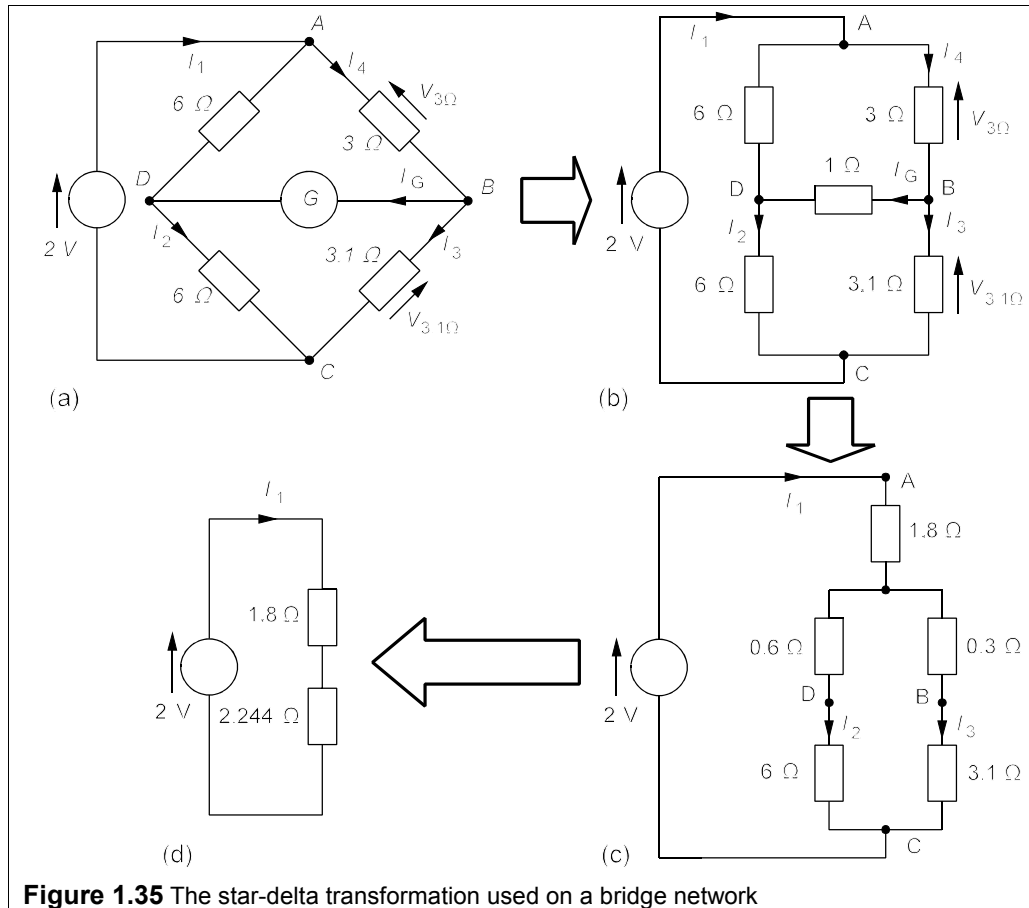 A
I1
I4
6 Ω
V3Ω
3 Ω
D
IG
B
G
2 V
I2
3.1 Ω
I3
6 Ω
V3 1Ω
C
(a)
A
I1
I4
6 Ω
3 Ω
V3Ω
1 Ω
IG
D
B
2 V
I2
I3
6 Ω
3.1 Ω
V3 1Ω
C
(b)
I1
1.8 Ω
2 V
2.244 Ω
(d)
A
I1
1.8 Ω
0.6 Ω
0.3 Ω
D
B
2 V
I2
I3
6 Ω
3.1 Ω
C
(c)
Figure 1.35 The star-delta transformation used on a bridge network